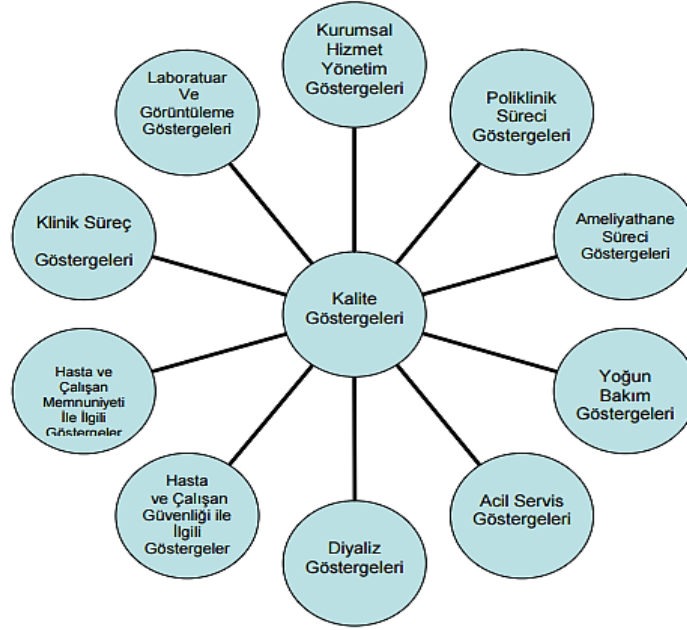 Kurumsal
Hizmet
Yönetim
Göstergeleri
Poliklinik
Süreci
Göstergeleri
Ameliyathane
Süreci
Göstergeleri
Yoğun
Bakım
Göstergeleri
Acil Servis
Göstergeleri
Diyaliz
Göstergeleri
Hasta
ve Çalışan
Güvenliği ile
İlgili
Göstergeler
Hasta ve
Çalışan
Memnuniyeti
İle İlgili
Göstergeler
Klinik Süreç
Göstergeleri
Laboratuar
Ve
Görüntüleme
Göstergeleri
Kalite
Göstergeleri